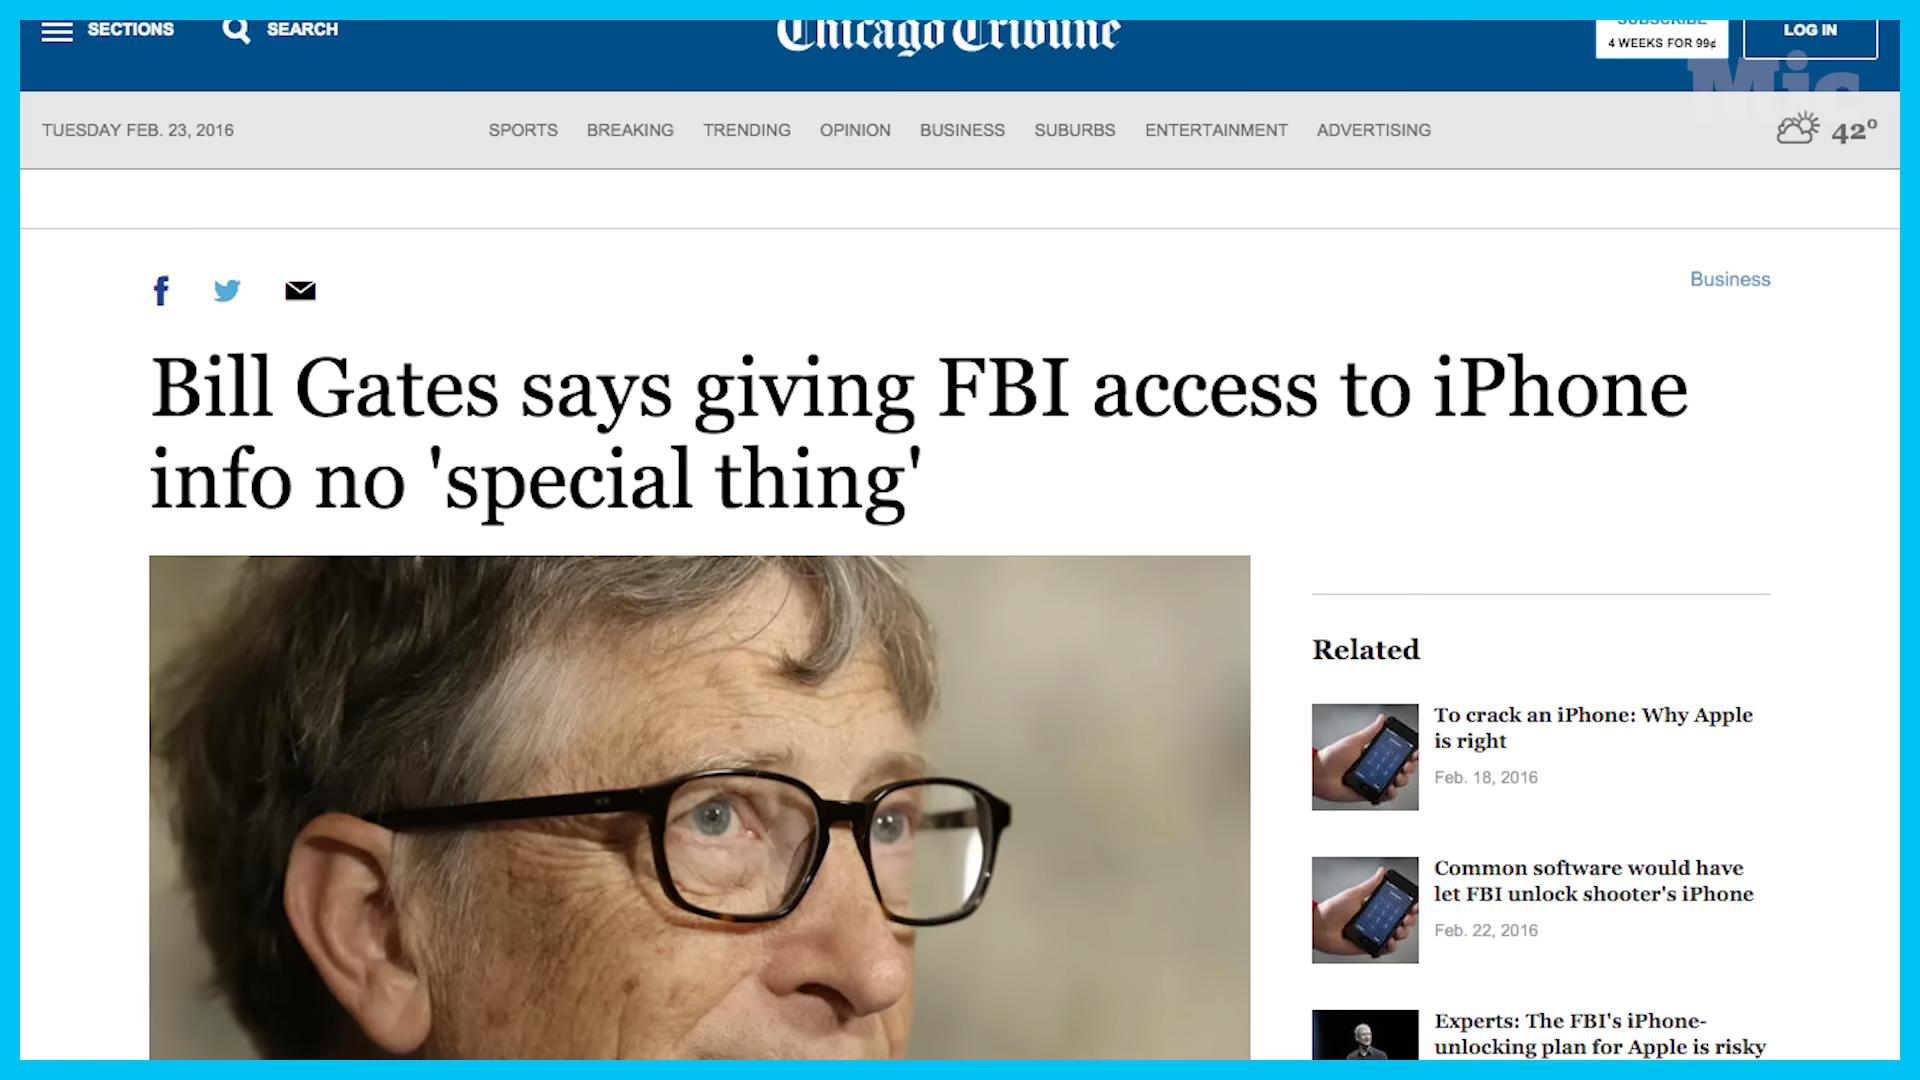 SECTIONS
SEARCH
Chicago Tribune
SUBSCRIBE
4 WEEKS FOR 99¢
LOG IN
Mic
TUESDAY FEB. 23, 2016
SPORTS BREAKING TRENDING OPINION BUSINESS SUBURBS ENTERTAINMENT ADVERTISING
42°
Business
Bill Gates says giving FBI access to iPhone
info no 'special thing'
Related
To crack an iPhone: Why Apple
is right
Feb. 18, 2016
Common software would have
let FBI unlock shooter's iPhone
Feb. 22, 2016
Experts: The FBI's iPhone-
unlocking plan for Apple is risky